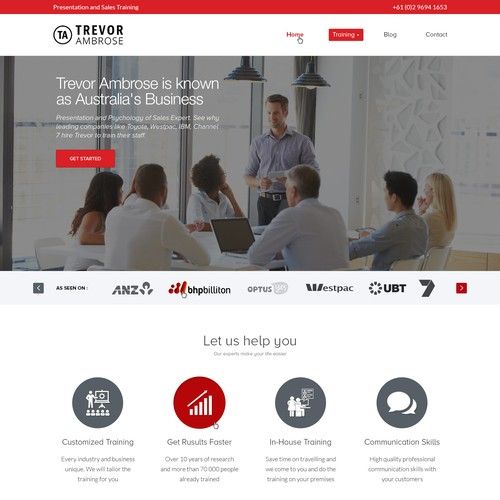 Presentation and Sales Training
+61 (0)2 9694 1653
TA TREVOR
AMBROSE
Home
Training
Blog
Contact
Trevor Ambrose is known
as Australia's Business
Presentation and Psychology of Sales Expert. See why
leading companies like Toyota, Westpac, IBM, Channel
7 hire Trevor to train their staff.
GET STARTED
AS SEEN ON :
ANZ
bhpbilliton
OPTUS
Westpac
UBT
7
Let us help you
Our experts make your life easier
Customized Training
Every industry and business
unique. We will tailor the
training for you
Get Rusults Faster
Over 10 years of research
and more than 70 000 people
already trained
In-House Training
Save time on travelling and
we come to you and do the
training on your premises
Communication Skills
High quality professional
communication skills with
your customers